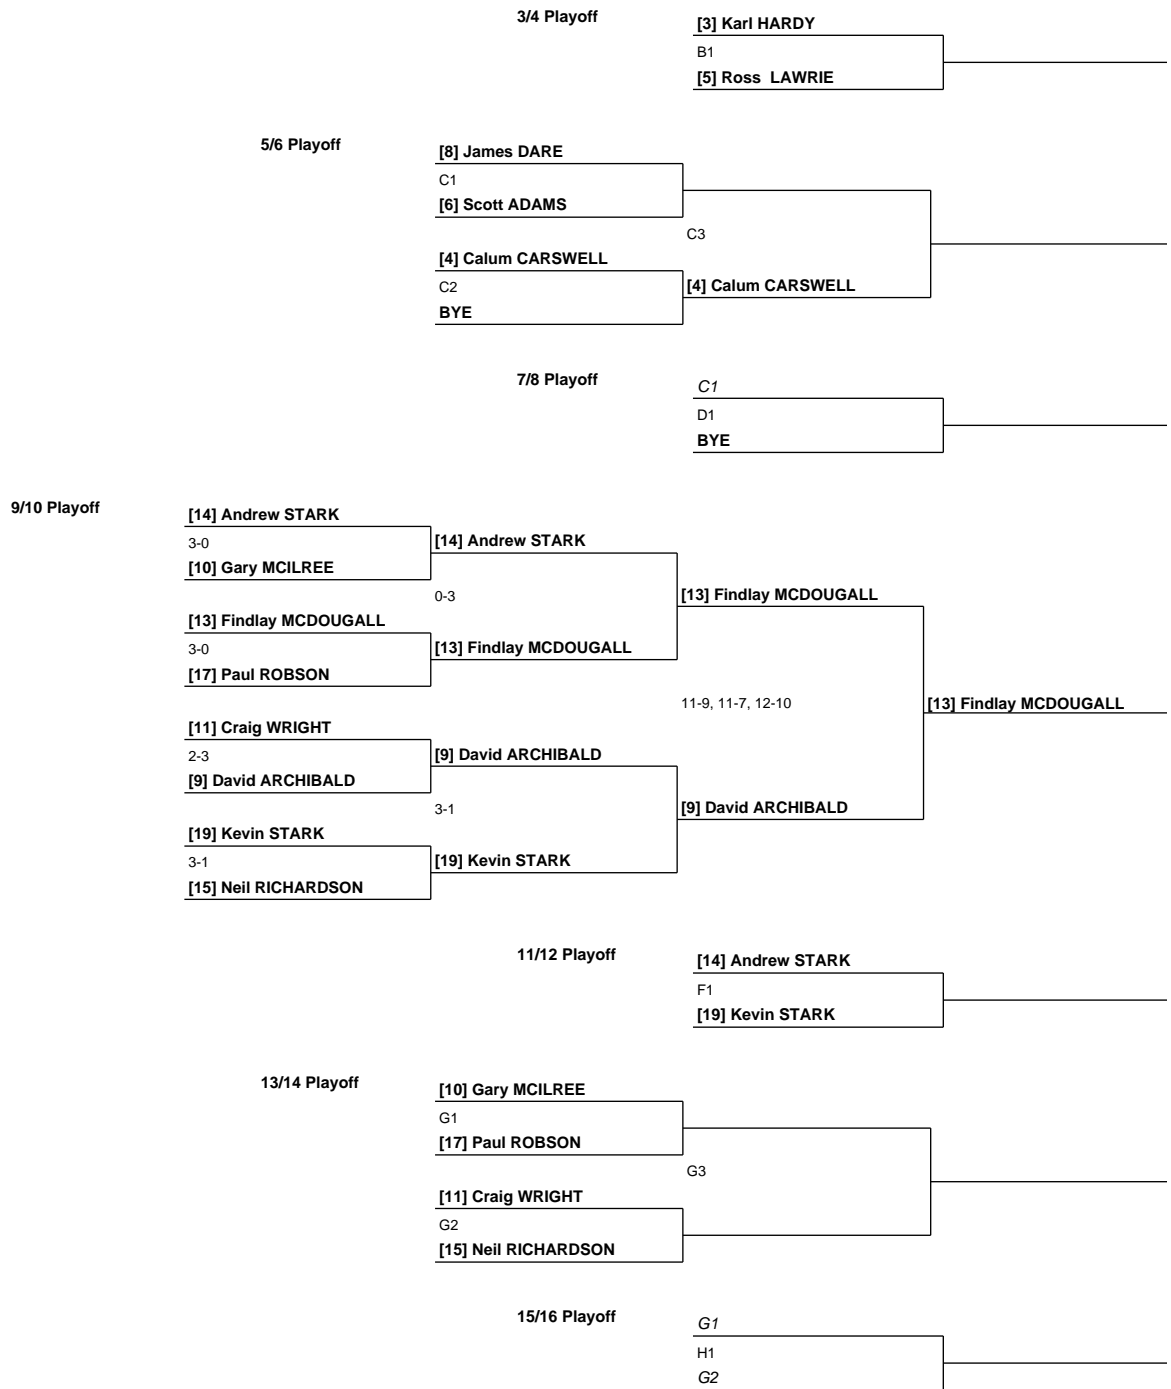 3/4 Playoff
[3] Karl HARDY
B1
[5] Ross  LAWRIE
5/6 Playoff
[8] James DARE
C1
[6] Scott ADAMS
C3
[4] Calum CARSWELL
C2
[4] Calum CARSWELL
BYE
7/8 Playoff
C1
D1
BYE
9/10 Playoff
[14] Andrew STARK
3-0
[14] Andrew STARK
[10] Gary MCILREE
0-3
[13] Findlay MCDOUGALL
[13] Findlay MCDOUGALL
3-0
[13] Findlay MCDOUGALL
[17] Paul ROBSON
11-9, 11-7, 12-10
[13] Findlay MCDOUGALL
[11] Craig WRIGHT
2-3
[9] David ARCHIBALD
[9] David ARCHIBALD
3-1
[9] David ARCHIBALD
[19] Kevin STARK
3-1
[19] Kevin STARK
[15] Neil RICHARDSON
11/12 Playoff
[14] Andrew STARK
F1
[19] Kevin STARK
13/14 Playoff
[10] Gary MCILREE
G1
[17] Paul ROBSON
G3
[11] Craig WRIGHT
G2
[15] Neil RICHARDSON
15/16 Playoff
G1
H1
G2